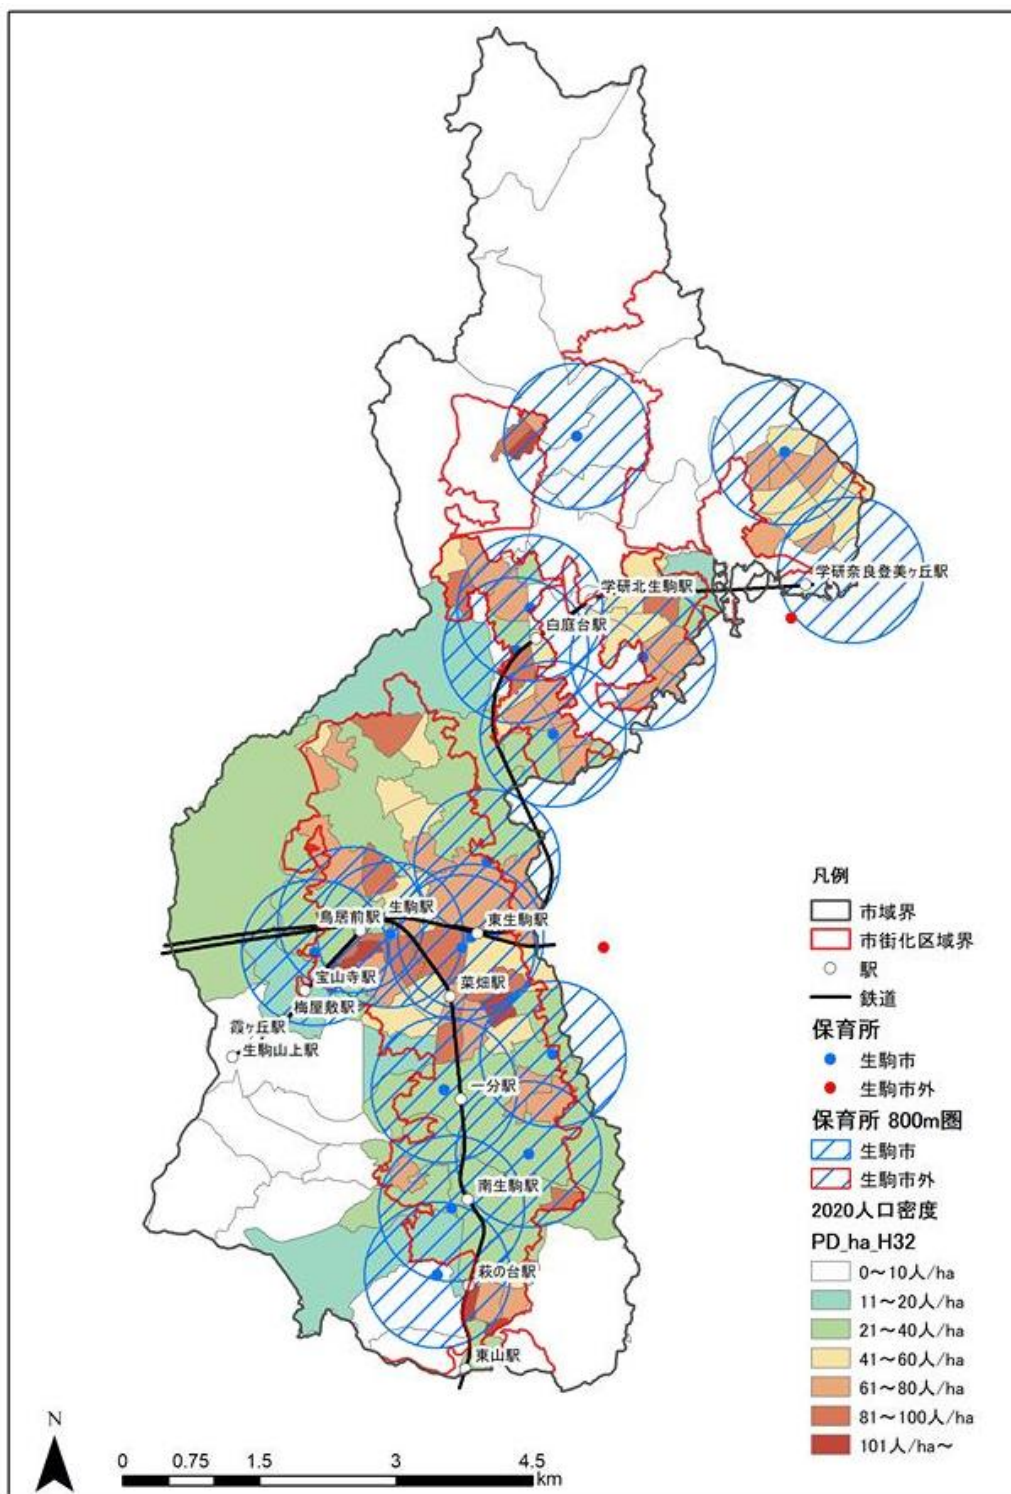 学研奈良登美ヶ丘駅
学研北生駒駅
白庭台駅
生駒駅
鳥居前駅
東生駒駅
宝山寺駅
菜畑駅
梅屋敷駅
霞ヶ丘駅
生駒山上駅
一分駅
南生駒駅
萩の台駅
東山駅
凡例
市域界
市街化区域界
駅
鉄道
保育所
生駒市
生駒市外
保育所 800m圏
生駒市
生駒市外
2020人口密度
PD_ha_H32
0～10人/ha
11～20人/ha
21～40人/ha
41～60人/ha
61～80人/ha
81～100人/ha
101人/ha～
N
0 0.75 1.5 3 4.5
km